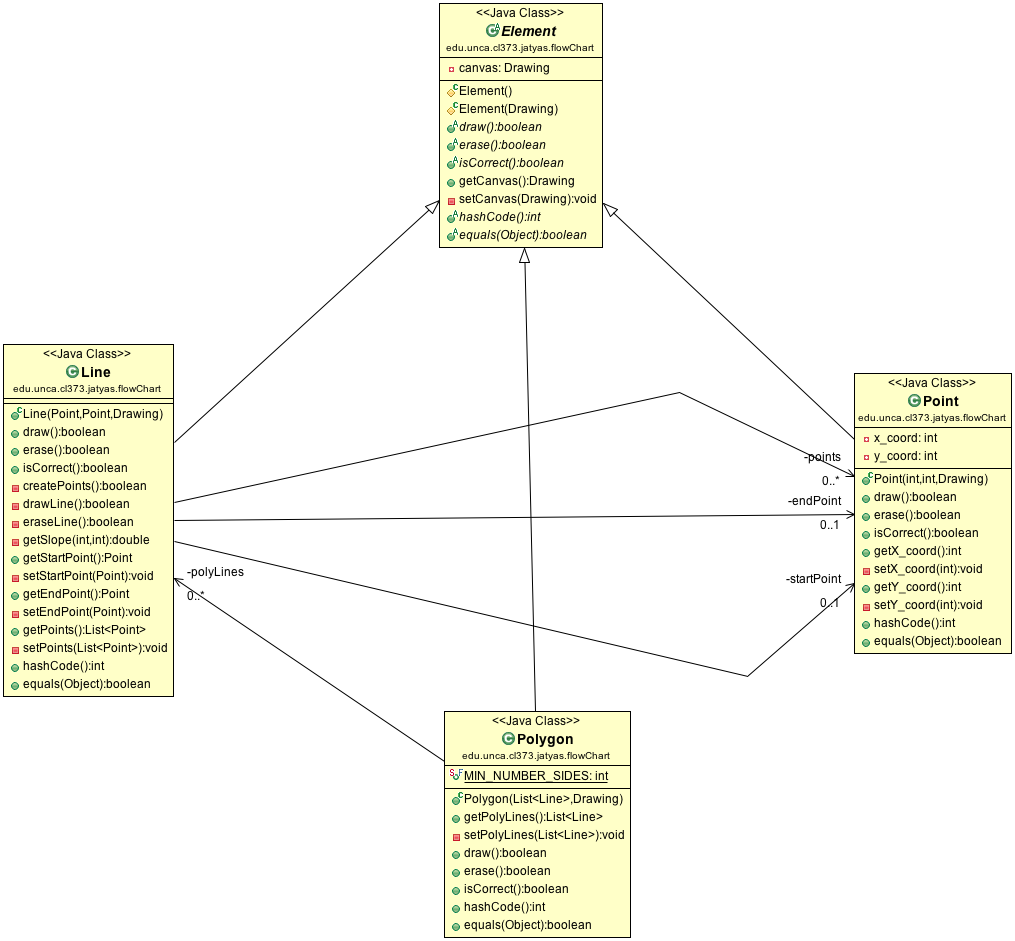 <<Java Class>>
Element
edu.unca.cl373.jatyas.flowChart
canvas: Drawing
Element()
Element(Drawing)
draw():boolean
erase():boolean
isCorrect():boolean
getCanvas():Drawing
setCanvas(Drawing):void
hashCode():int
equals(Object):boolean
<<Java Class>>
Line
edu.unca.cl373.jatyas.flowChart
Line(Point,Point,Drawing)
draw():boolean
erase():boolean
isCorrect():boolean
createPoints():boolean
drawLine():boolean
eraseLine():boolean
getSlope(int,int):double
getStartPoint():Point
setStartPoint(Point):void
getEndPoint():Point
setEndPoint(Point):void
getPoints():List<Point>
setPoints(List<Point>):void
hashCode():int
equals(Object):boolean
-points
0..*
-endPoint
0..1
-startPoint
0..1
-polyLines
0..*
<<Java Class>>
Point
edu.unca.cl373.jatyas.flowChart
x_coord: int
y_coord: int
Point(int,int,Drawing)
draw():boolean
erase():boolean
isCorrect():boolean
getX_coord():int
setX_coord(int):void
getY_coord():int
setY_coord(int):void
hashCode():int
equals(Object):boolean
<<Java Class>>
Polygon
edu.unca.cl373.jatyas.flowChart
MIN_NUMBER_SIDES: int
Polygon(List<Line>,Drawing)
getPolyLines():List<Line>
setPolyLines(List<Line>):void
draw():boolean
erase():boolean
isCorrect():boolean
hashCode():int
equals(Object):boolean